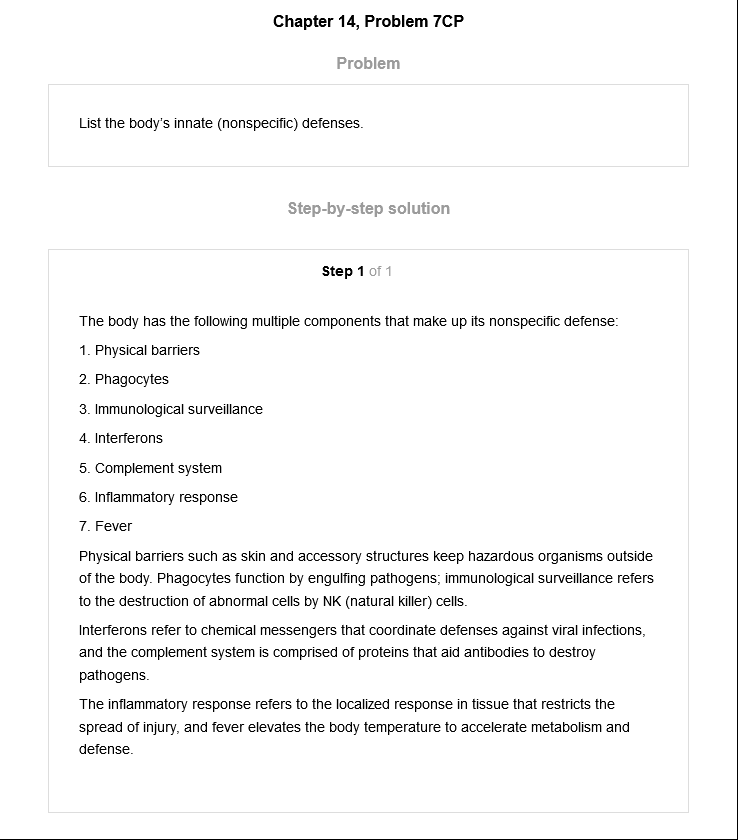 Chapter 14, Problem 7CP
Problem
List the body's innate (nonspecific) defenses.
Step-by-step solution
Step 1 of 1
The body has the following multiple components that make up its nonspecific defense:
1. Physical barriers
2. Phagocytes
3. Immunological surveillance
4. Interferons
5. Complement system
6. Inflammatory response
7. Fever
Physical barriers such as skin and accessory structures keep hazardous organisms outside
of the body. Phagocytes function by engulfing pathogens; immunological surveillance refers
to the destruction of abnormal cells by NK (natural killer) cells.
Interferons refer to chemical messengers that coordinate defenses against viral infections,
and the complement system is comprised of proteins that aid antibodies to destroy
pathogens.
The inflammatory response refers to the localized response in tissue that restricts the
spread of injury, and fever elevates the body temperature to accelerate metabolism and
defense.